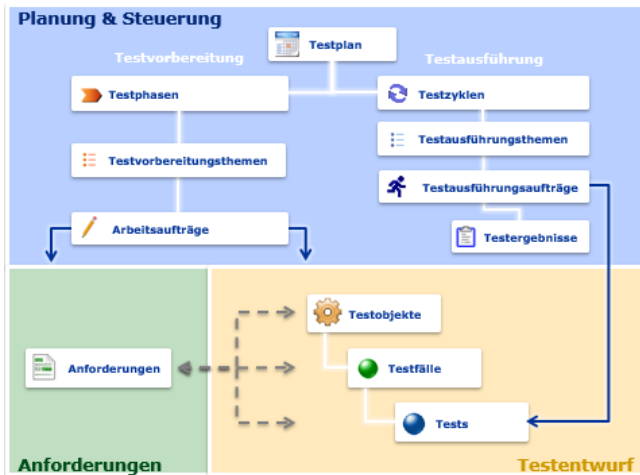 Planung & Steuerung
Testvorbereitung
Testplan
Testausführung
Testphasen
Testzyklen
Testvorbereitungsthemen
Testausführungsthemen
Testausführungsaufträge
Arbeitsaufträge
Testergebnisse
Testobjekte
Anforderungen
Testfälle
Tests
Anforderungen
Testentwurf